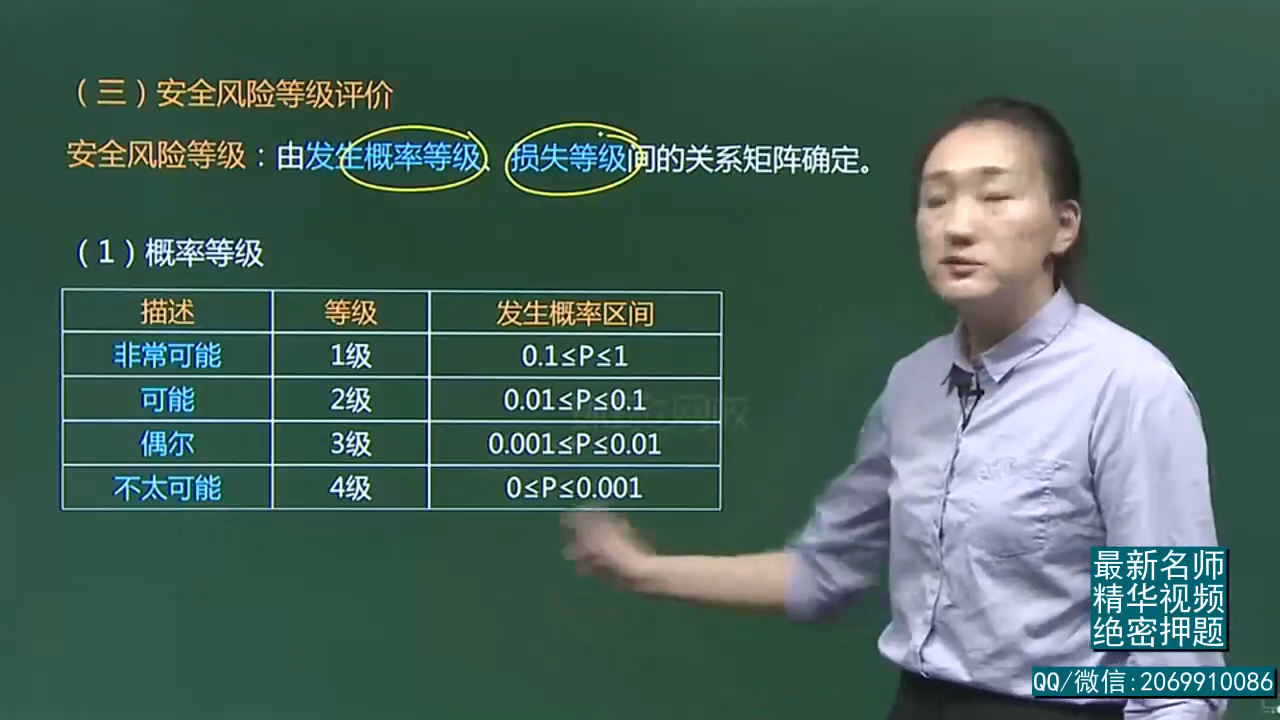 （三）安全风险等级评价
安全风险等级：由发生概率等级、损失等级间的关系矩阵确定。
（1）概率等级
描述 等级 发生概率区间
非常可能 1级 0.1≤P≤1
可能 2级 0.01≤P≤0.1
偶尔 3级 0.001≤P≤0.01
不太可能 4级 0≤P≤0.001
最新名师
精华视频
绝密押题
QQ/微信:2069910086